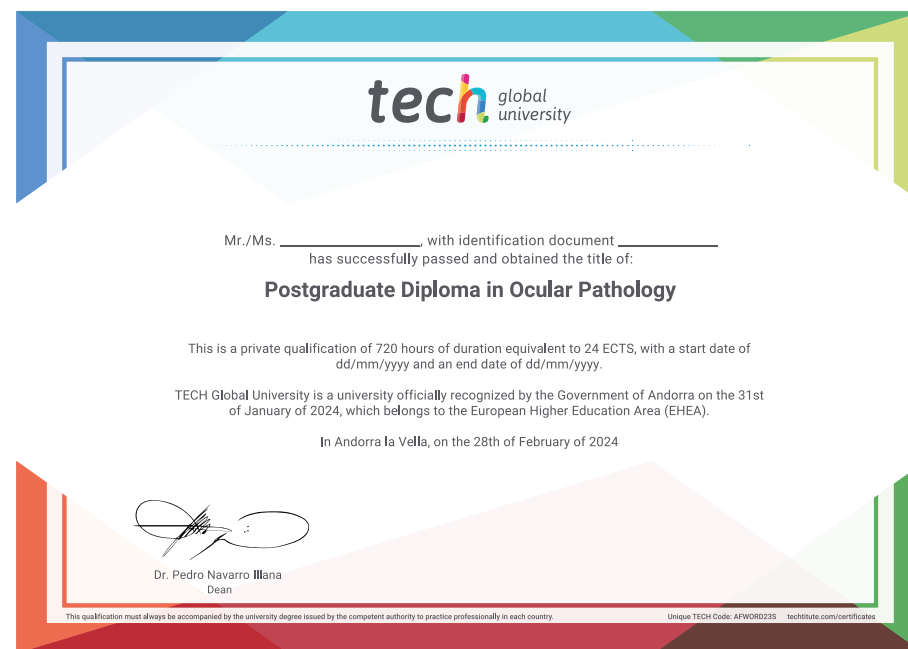 tech global university
Mr./Ms. ____________, with identification document ____________
has successfully passed and obtained the title of:
Postgraduate Diploma in Ocular Pathology
This is a private qualification of 720 hours of duration equivalent to 24 ECTS, with a start date of
dd/mm/yyyy and an end date of dd/mm/yyyy.
TECH Global University is a university officially recognized by the Government of Andorra on the 31st
of January of 2024, which belongs to the European Higher Education Area (EHEA).
In Andorra la Vella, on the 28th of February of 2024
Dr. Pedro Navarro Illana
Dean
This qualification must always be accompanied by the university degree issued by the competent authority to practice professionally in each country.
Unique TECH Code: AFWORD23S techtitute.com/certificates